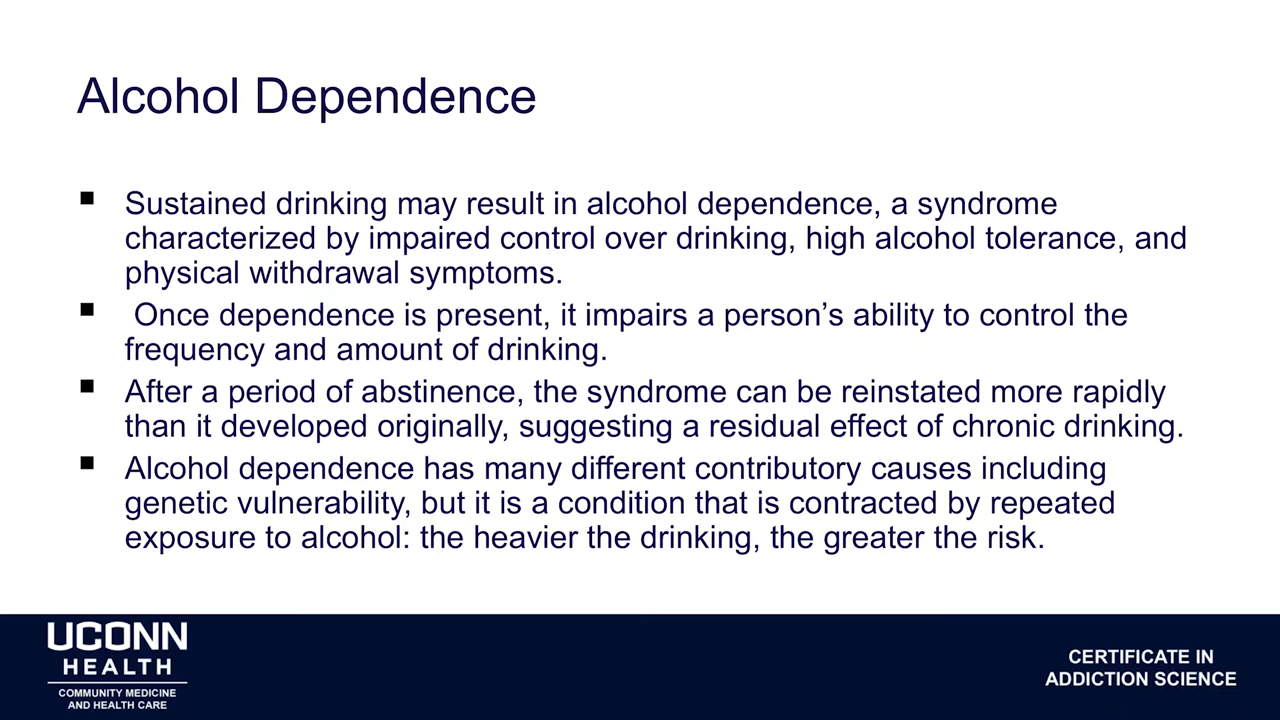 Alcohol Dependence
▪ Sustained drinking may result in alcohol dependence, a syndrome
characterized by impaired control over drinking, high alcohol tolerance, and
physical withdrawal symptoms.
▪ Once dependence is present, it impairs a person’s ability to control the
frequency and amount of drinking.
▪ After a period of abstinence, the syndrome can be reinstated more rapidly
than it developed originally, suggesting a residual effect of chronic drinking.
▪ Alcohol dependence has many different contributory causes including
genetic vulnerability, but it is a condition that is contracted by repeated
exposure to alcohol: the heavier the drinking, the greater the risk.
UCONN
HEALTH
COMMUNITY MEDICINE
AND HEALTH CARE
CERTIFICATE IN
ADDICTION SCIENCE